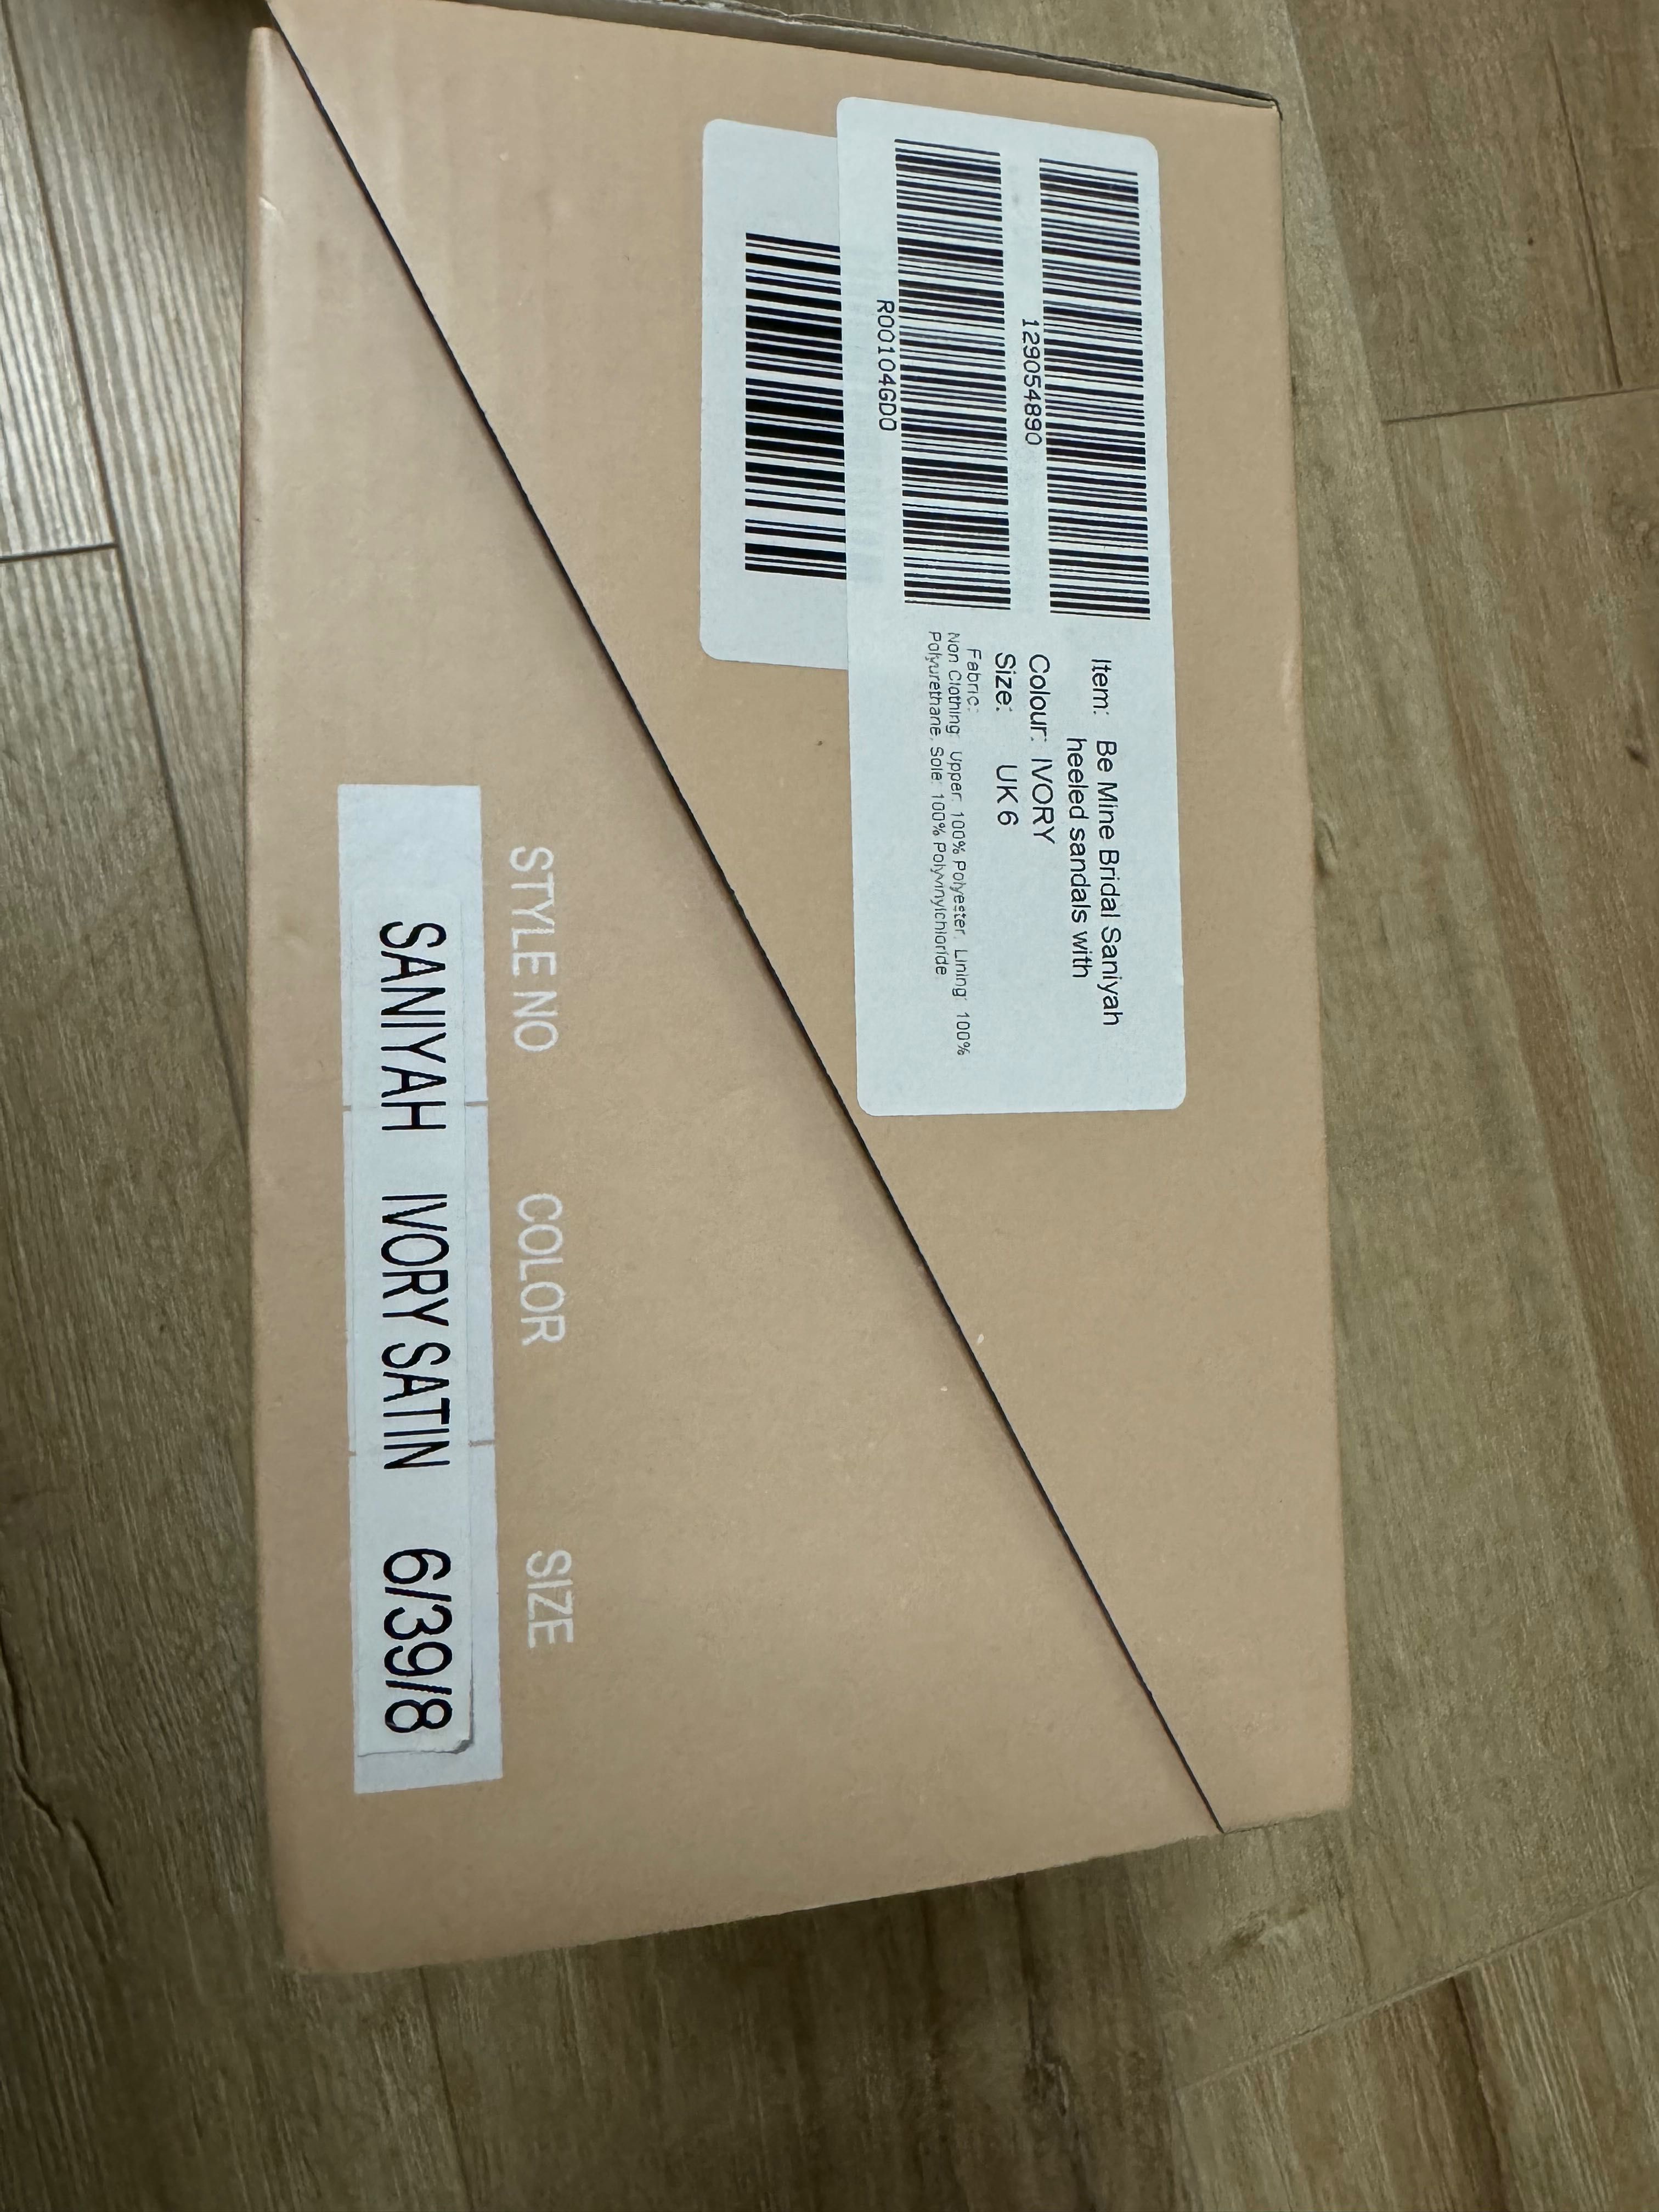 129054890
R00104GD0
Item: Be Mine Bridal Saniyah
heeled sandals with
Colour: IVORY
Size: UK 6
Fabric:
Non Clothing: Upper: 100% Polyester. Lining: 100%
Polyurethane. Sole: 100% Polyvinylchloride
STYLE NO COLOR SIZE
SANIYAH IVORY SATIN 6/39/8